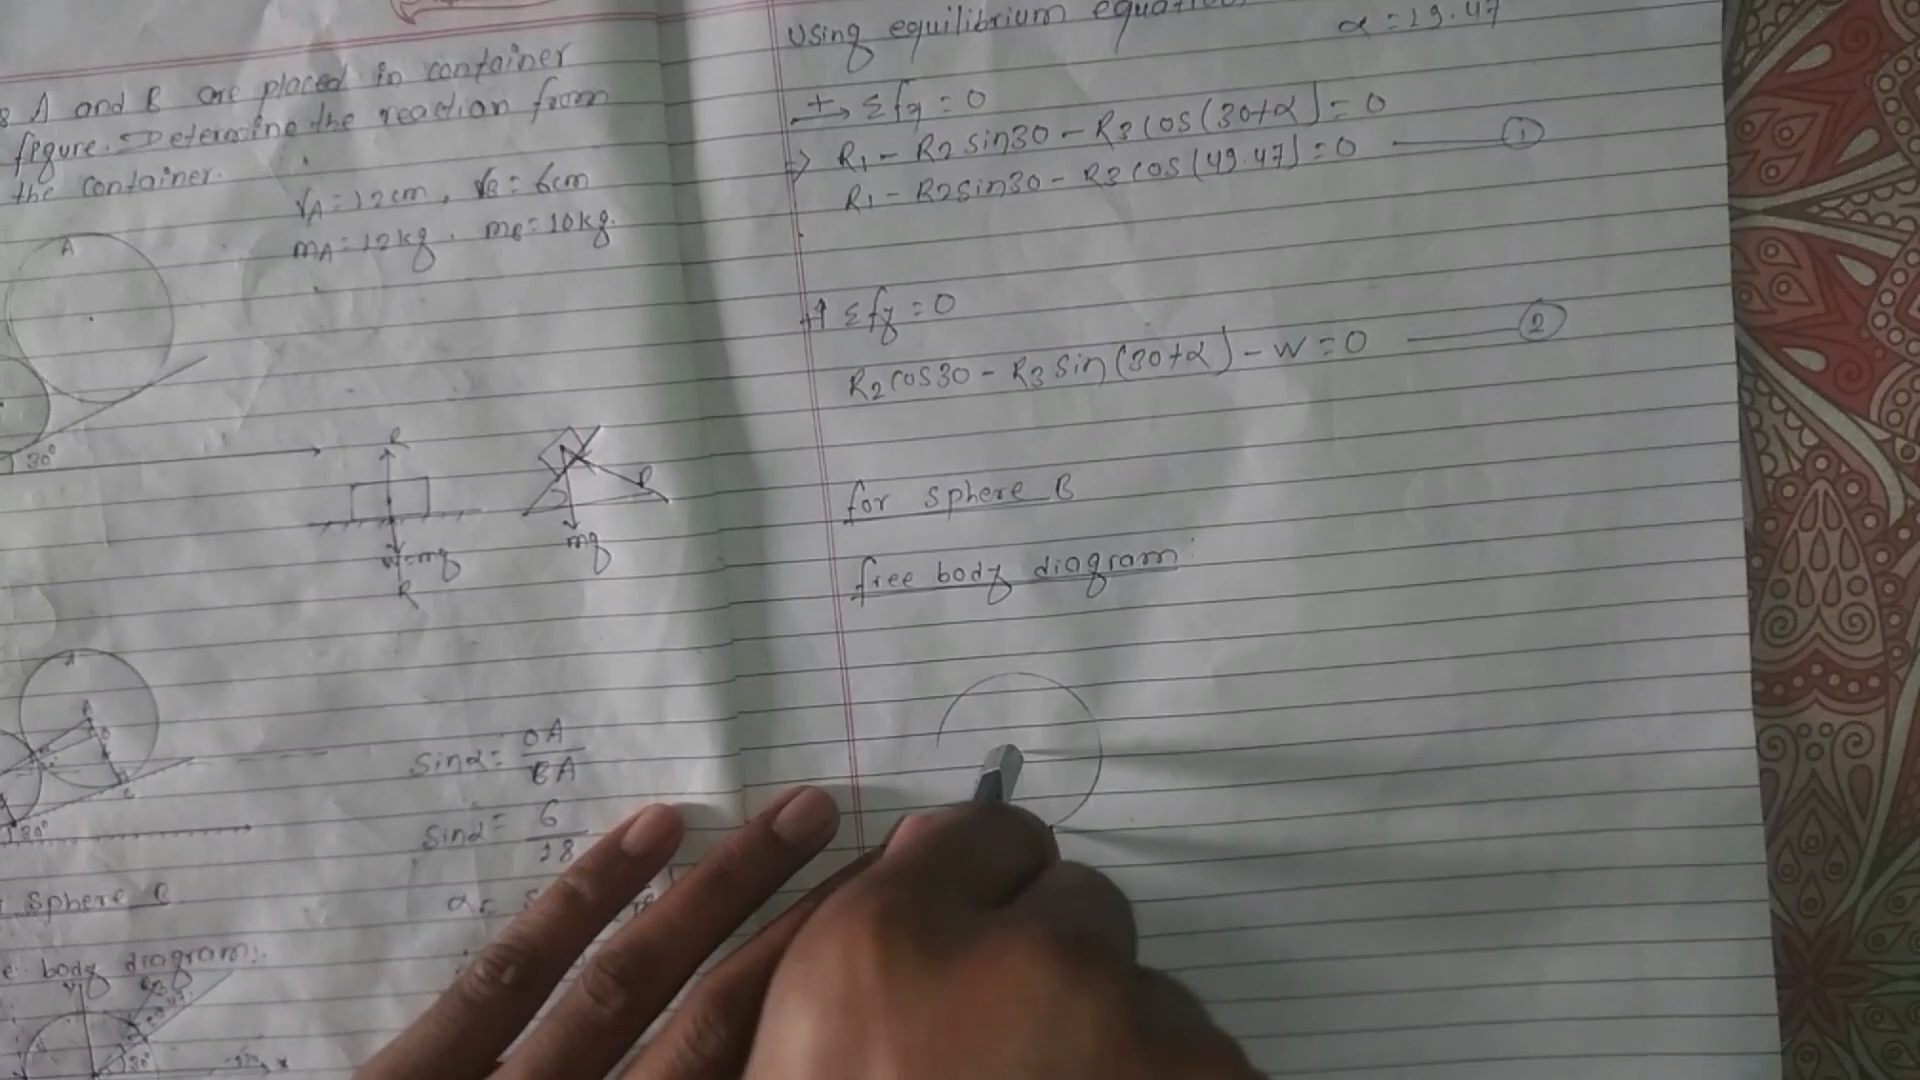 A and B are placed in container
figure. Determine the reaction from
the container.
rA = 12cm, rB = 6cm
mA = 12kg, mB = 10kg.
A
30°
R
W=mg
R
R
mg
A
A
C
30°
sinα = OA/BA
sinα = 6/18
α =
sphere B
body diagram:
30°
x
using equilibrium
α = 19.47
+→ Σfx = 0
⇒ R1 - R2 sin30 - R3 cos(30+α) = 0
R1 - R2 sin30 - R3 cos(49.47) = 0 — ①
+↑ Σfy = 0
R2 cos30 - R3 sin(30+α) - W = 0 — ②
for sphere B
free body diagram: